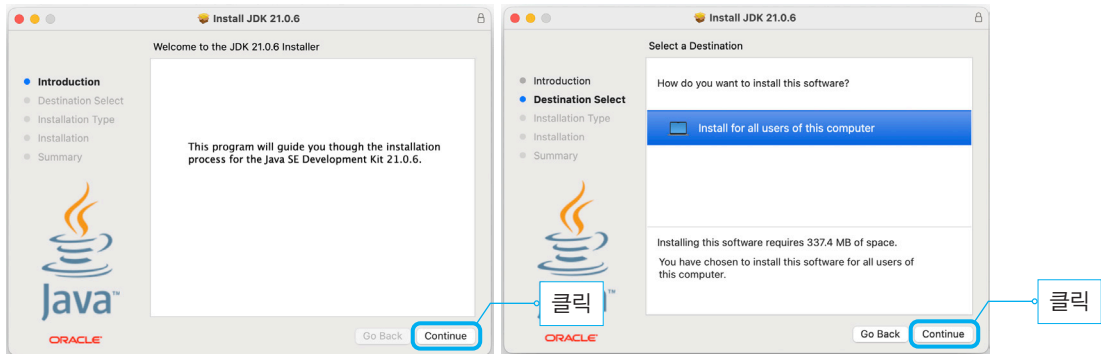 Install JDK 21.0.6
Welcome to the JDK 21.0.6 Installer
Introduction
Destination Select
Installation Type
Installation
Summary
This program will guide you though the installation
process for the Java SE Development Kit 21.0.6.
Java™
ORACLE
Go Back
Continue
클릭
Install JDK 21.0.6
Select a Destination
Introduction
Destination Select
Installation Type
Installation
Summary
How do you want to install this software?
Install for all users of this computer
Installing this software requires 337.4 MB of space.
You have chosen to install this software for all users of
this computer.
ORACLE
Go Back
Continue
클릭